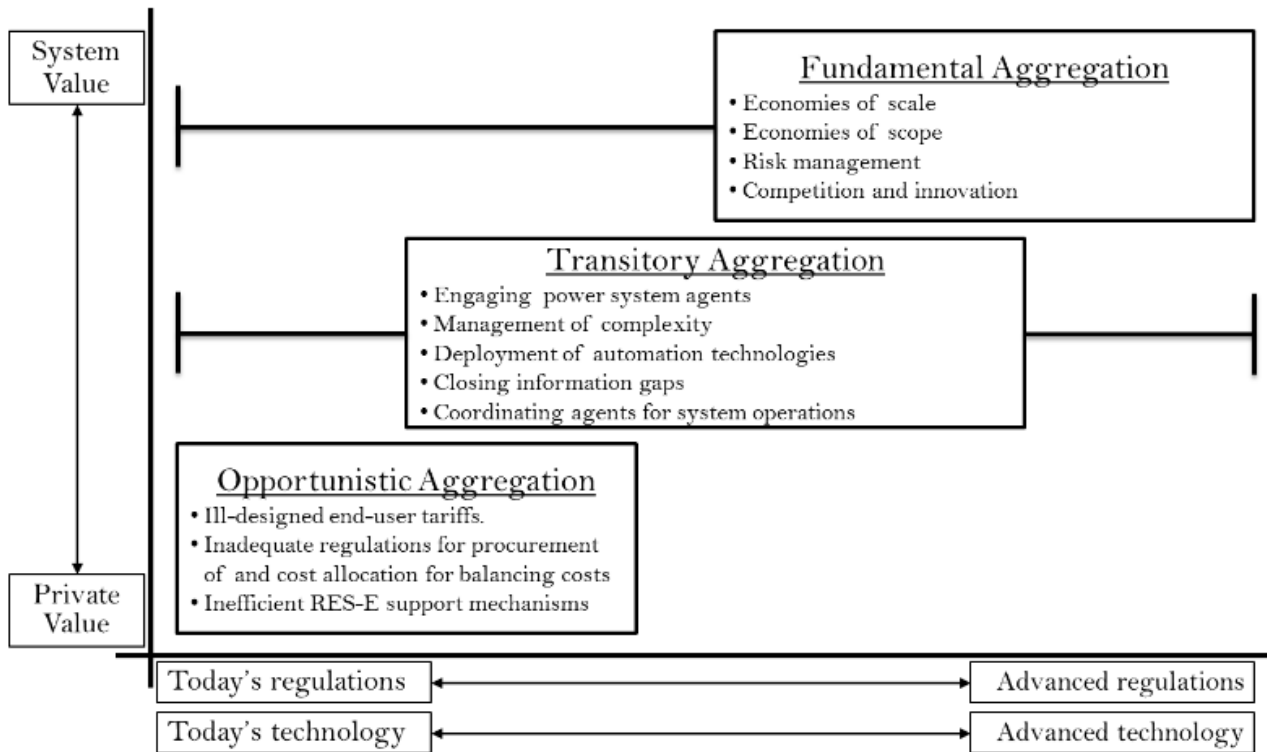 System
Value
Fundamental Aggregation
• Economies of scale
• Economies of scope
• Risk management
• Competition and innovation
Transitory Aggregation
• Engaging power system agents
• Management of complexity
• Deployment of automation technologies
• Closing information gaps
• Coordinating agents for system operations
Opportunistic Aggregation
• Ill-designed end-user tariffs.
• Inadequate regulations for procurement
of and cost allocation for balancing costs
• Inefficient RES-E support mechanisms
Private
Value
Today's regulations
Advanced regulations
Today's technology
Advanced technology